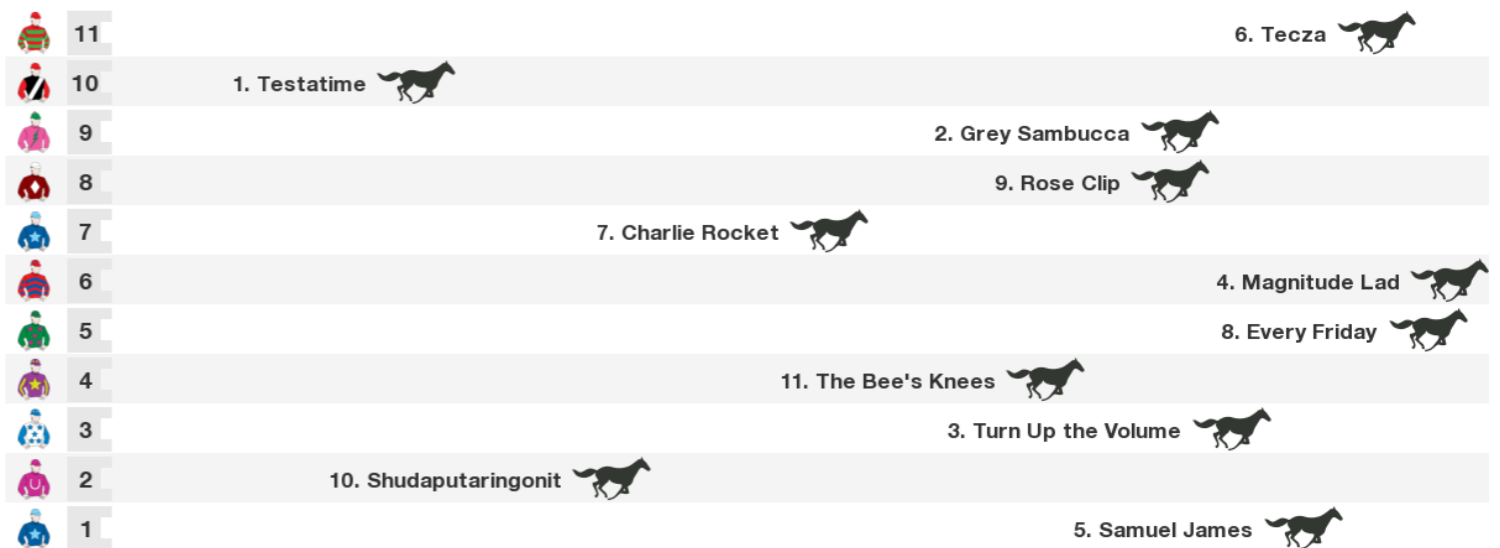 11 6. Tecza
10 1. Testatime
9 2. Grey Sambucca
8 9. Rose Clip
7 7. Charlie Rocket
6 4. Magnitude Lad
5 8. Every Friday
4 11. The Bee's Knees
3 3. Turn Up the Volume
2 10. Shudaputaringonit
1 5. Samuel James